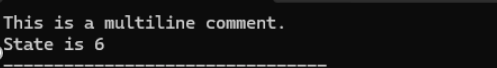 This is a multiline comment.
State is 6
--------------------------------